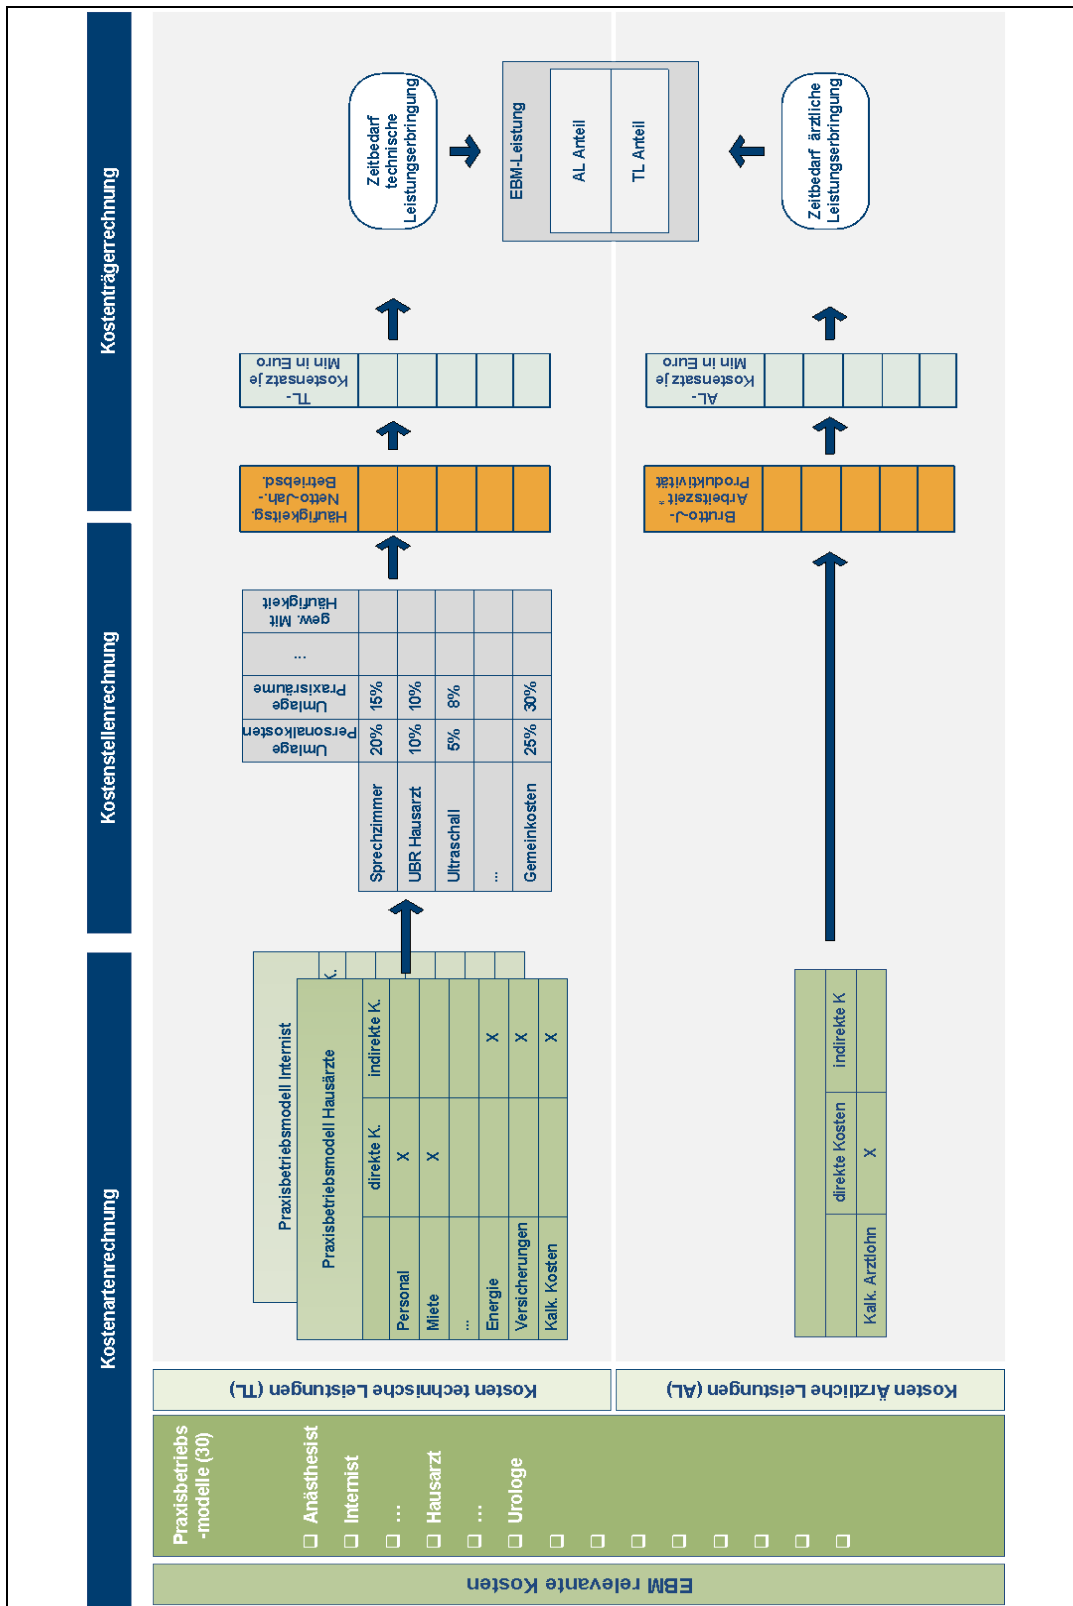 Kostenartenrechnung
Kostenstellenrechnung
Kostenträgerrechnung
EBM relevante Kosten
Praxisbetriebs
-modelle (30)
❑ Anästhesist
❑ Internist
❑ ...
❑ Hausarzt
❑ ...
❑ Urologe
❑
❑
❑
❑
❑
❑
❑
❑
Kosten technische Leistungen (TL)
Praxisbetriebsmodell Internist
K.
Praxisbetriebsmodell Hausärzte
direkte K. indirekte K.
Personal X
Miete X
...
Energie X
Versicherungen X
Kalk. Kosten X
Umlage
Personalkosten
Umlage
Praxisräume
...
gew. Mit
Häufigkeit
Sprechzimmer 20% 15%
UBR Hausarzt 10% 10%
Ultraschall 5% 8%
...
Gemeinkosten 25% 30%
Häufigkeitsg.
Netto-Jah.-
Betriebsd.
TL-
Kostensatz je
Min in Euro
Zeitbedarf
technische
Leistungserbringung
EBM-Leistung
AL Anteil
TL Anteil
Kosten Ärztliche Leistungen (AL)
direkte Kosten indirekte K
Kalk. Arztlohn X
Brutto-J-
Arbeitszeit *
Produktivität
AL-
Kostensatz je
Min in Euro
Zeitbedarf ärztliche
Leistungserbringung